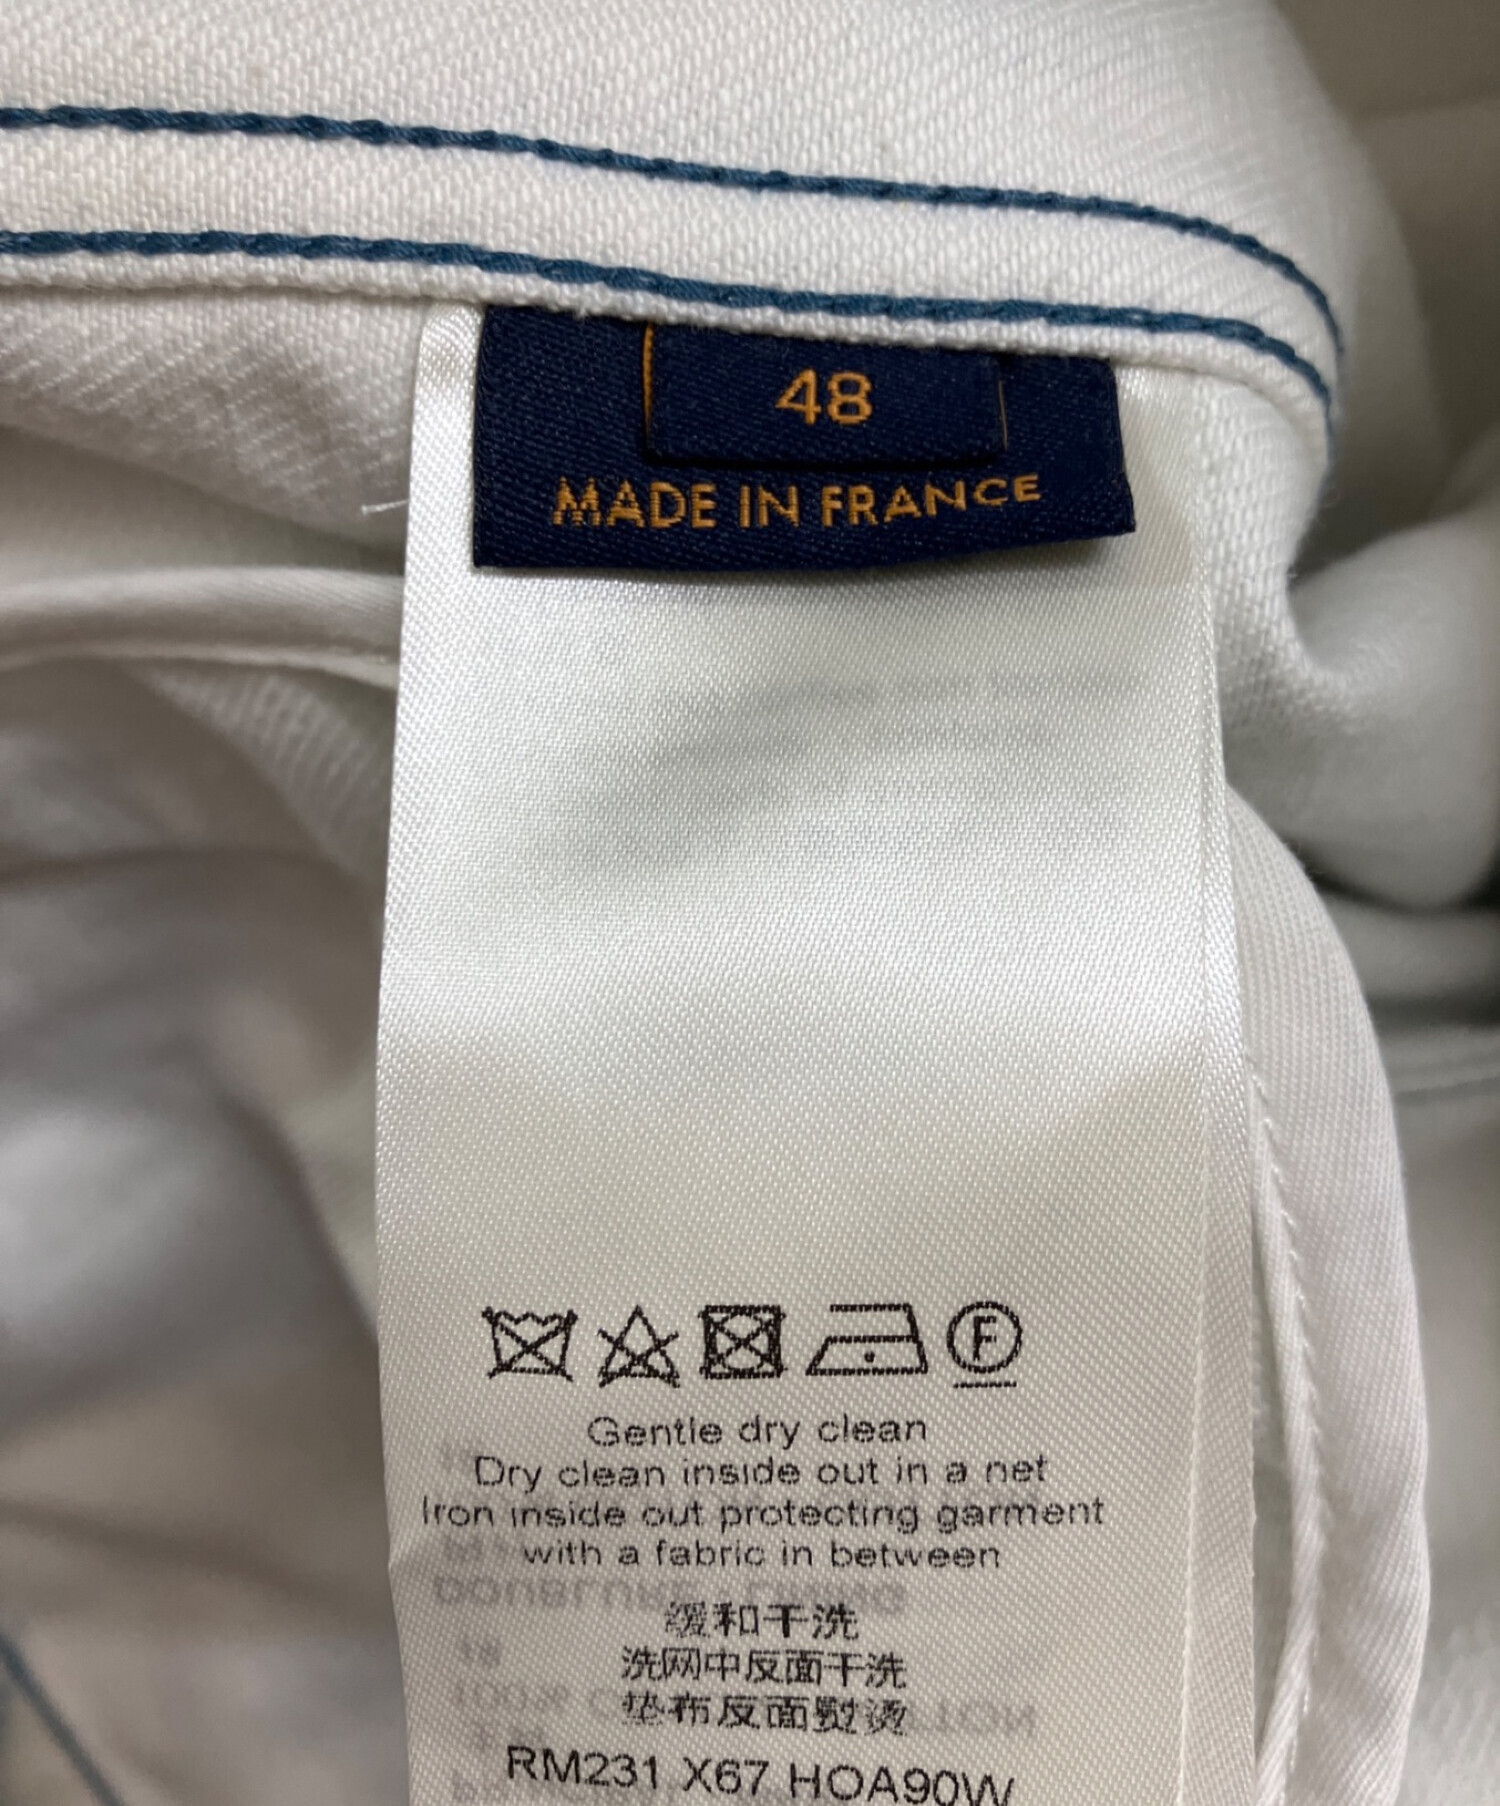 48
MADE IN FRANCE
F
Gentle dry clean
Dry clean inside out in a net
Iron inside out protecting garment
with a fabric in between
缓和干洗
洗网中反面干洗
垫布反面熨烫
RM231 X67 HOA90W